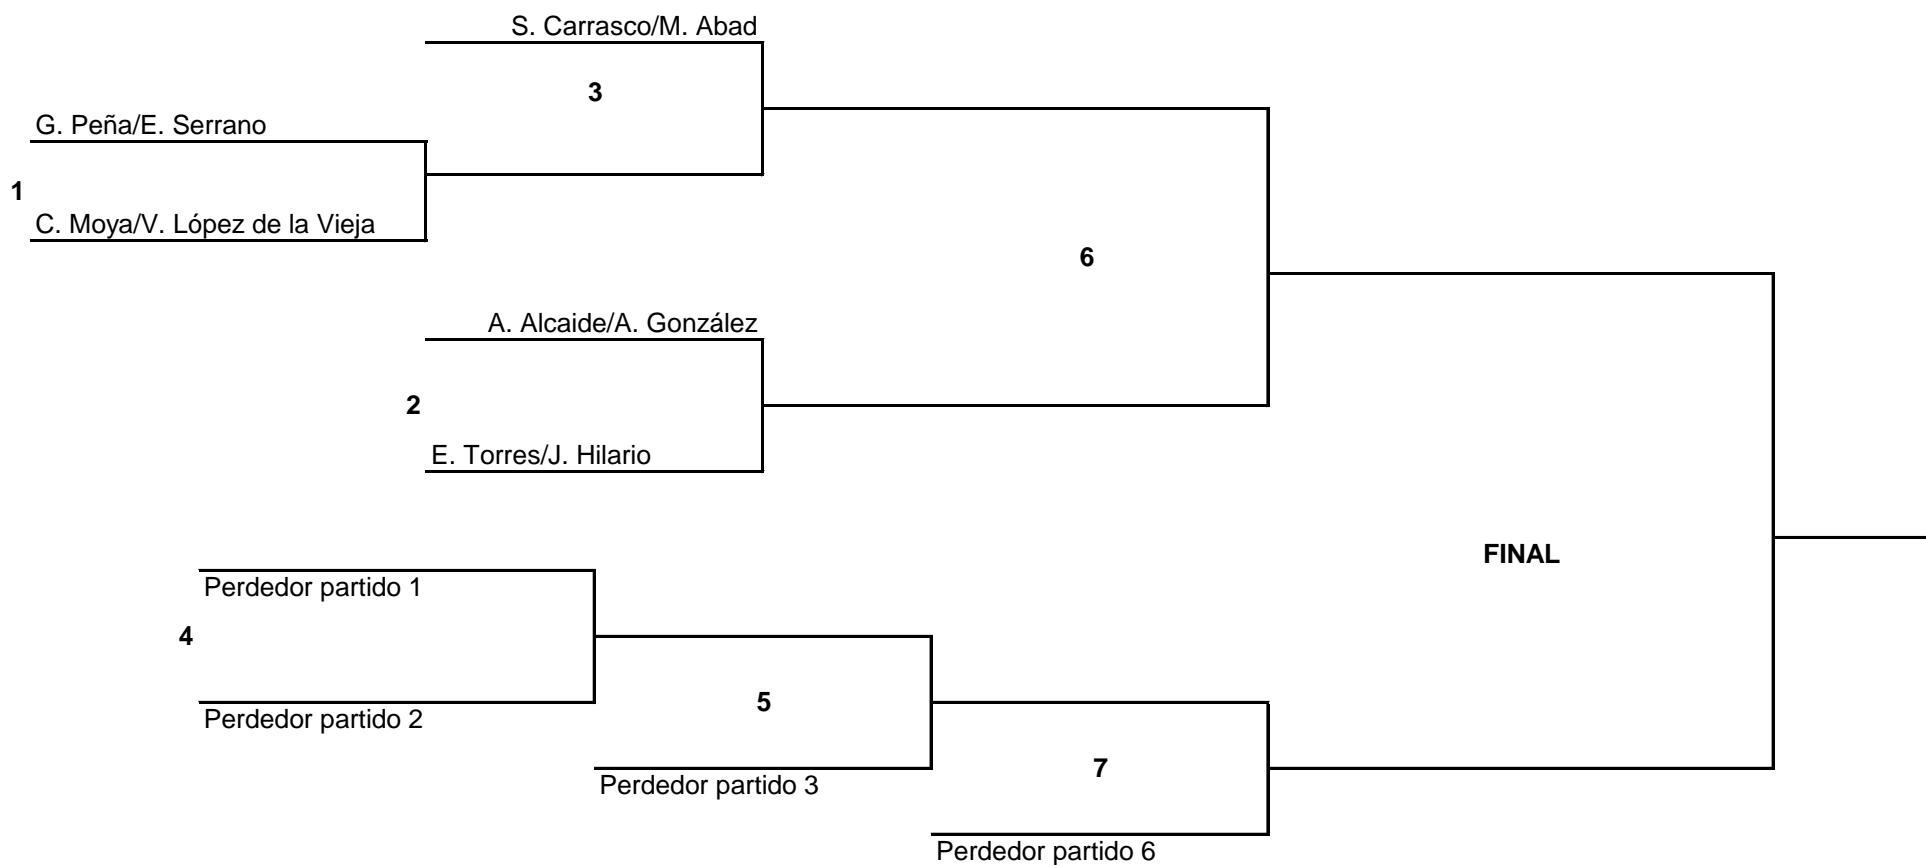 S. Carrasco/M. Abad
3
G. Peña/E. Serrano
1
C. Moya/V. López de la Vieja
6
A. Alcaide/A. González
2
E. Torres/J. Hilario
FINAL
Perdedor partido 1
4
5
Perdedor partido 2
7
Perdedor partido 3
Perdedor partido 6